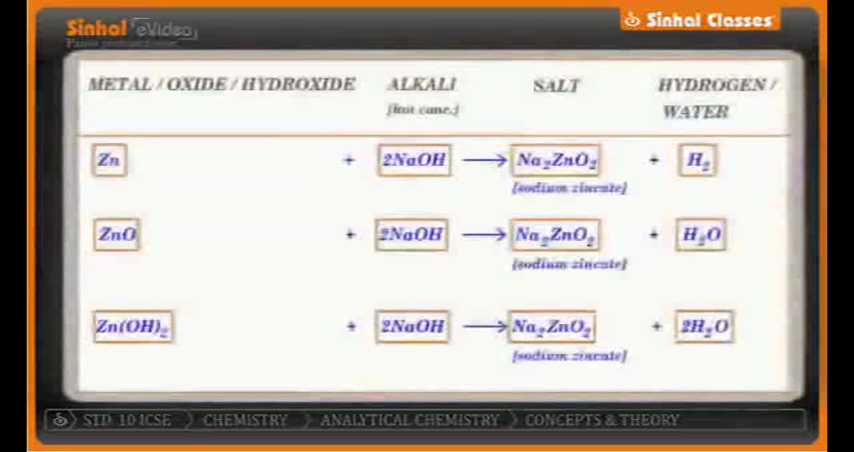 Sinhal eVideo
Sinhal Classes
METAL / OXIDE / HYDROXIDE ALKALI SALT HYDROGEN /
[hot conc.] WATER
Zn + 2NaOH → Na₂ZnO₂ + H₂
[sodium zincate]
ZnO + 2NaOH → Na₂ZnO₂ + H₂O
[sodium zincate]
Zn(OH)₂ + 2NaOH → Na₂ZnO₂ + 2H₂O
[sodium zincate]
STD. 10 ICSE CHEMISTRY ANALYTICAL CHEMISTRY CONCEPTS & THEORY